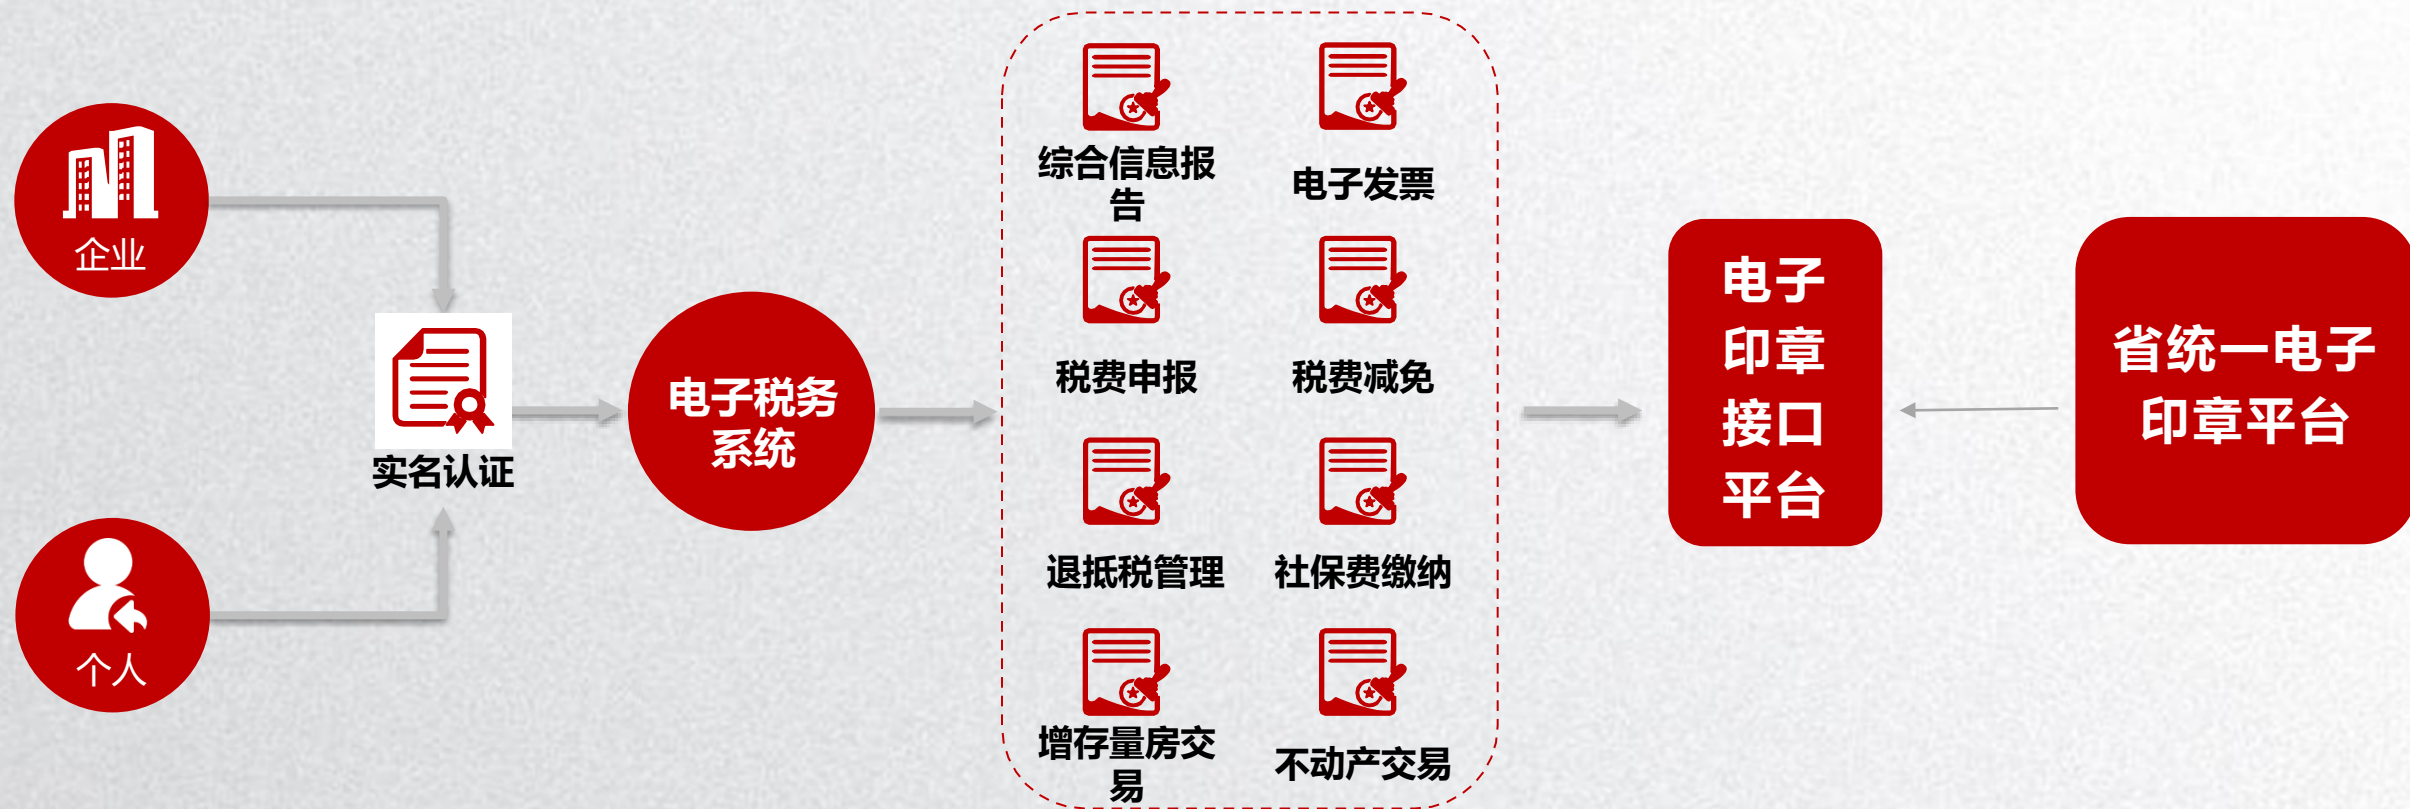 企业
个人
实名认证
电子税务
系统
综合信息报
告
电子发票
税费申报
税费减免
退抵税管理
社保费缴纳
增存量房交
易
不动产交易
电子
印章
接口
平台
省统一电子
印章平台